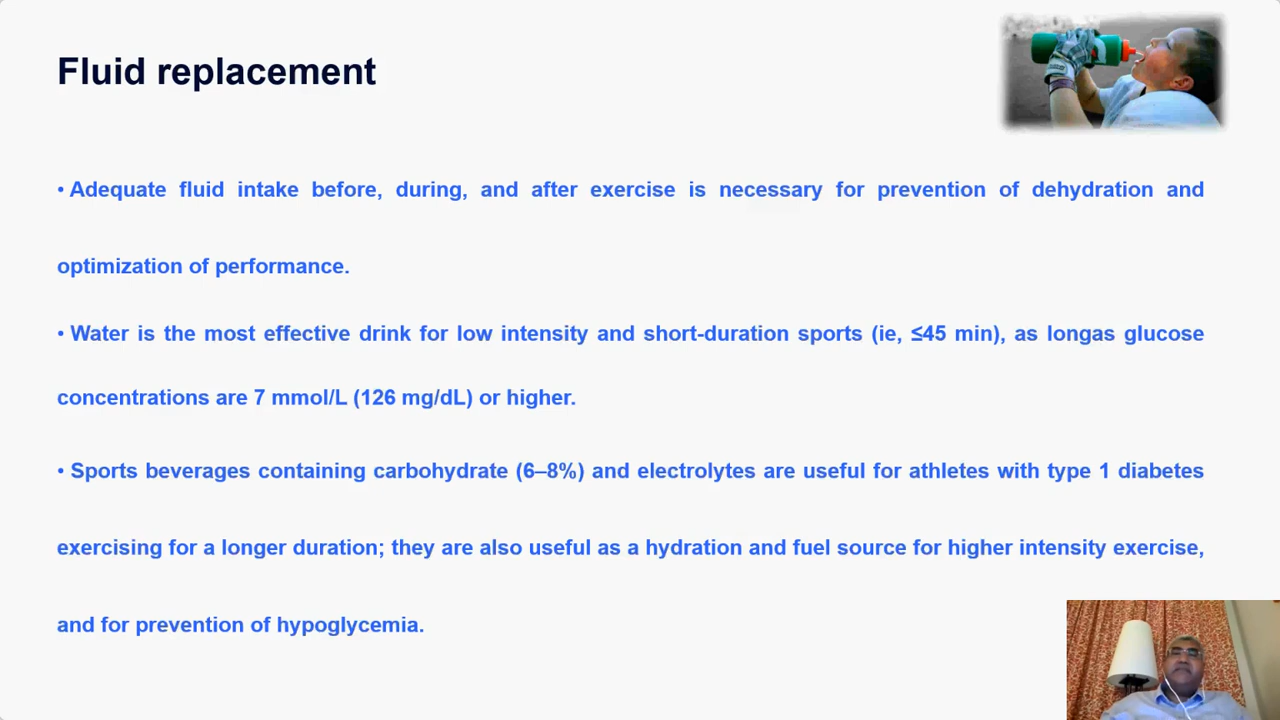 Fluid replacement
• Adequate fluid intake before, during, and after exercise is necessary for prevention of dehydration and
optimization of performance.
• Water is the most effective drink for low intensity and short-duration sports (ie, ≤45 min), as longas glucose
concentrations are 7 mmol/L (126 mg/dL) or higher.
• Sports beverages containing carbohydrate (6–8%) and electrolytes are useful for athletes with type 1 diabetes
exercising for a longer duration; they are also useful as a hydration and fuel source for higher intensity exercise,
and for prevention of hypoglycemia.